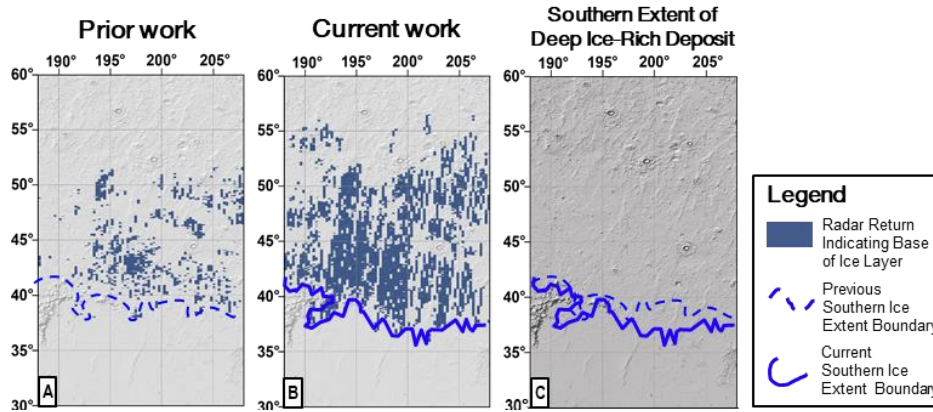 Prior work
190° 195° 200° 205°
60°
55°
50°
45°
40°
35°
30°
A
Current work
190° 195° 200° 205°
60°
55°
50°
45°
40°
35°
30°
B
Southern Extent of
Deep Ice-Rich Deposit
190° 195° 200° 205°
60°
55°
50°
45°
40°
35°
30°
C
Legend
Radar Return
Indicating Base
of Ice Layer
Previous
Southern Ice
Extent Boundary
Current
Southern Ice
Extent Boundary